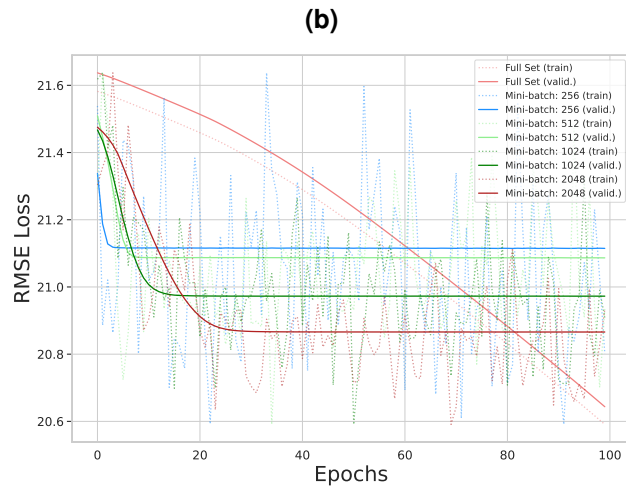 (b)
21.6
21.4
21.2
21.0
20.8
20.6
RMSE Loss
0
20
40
60
80
100
Epochs
Full Set (train)
Full Set (valid.)
Mini-batch: 256 (train)
Mini-batch: 256 (valid.)
Mini-batch: 512 (train)
Mini-batch: 512 (valid.)
Mini-batch: 1024 (train)
Mini-batch: 1024 (valid.)
Mini-batch: 2048 (train)
Mini-batch: 2048 (valid.)